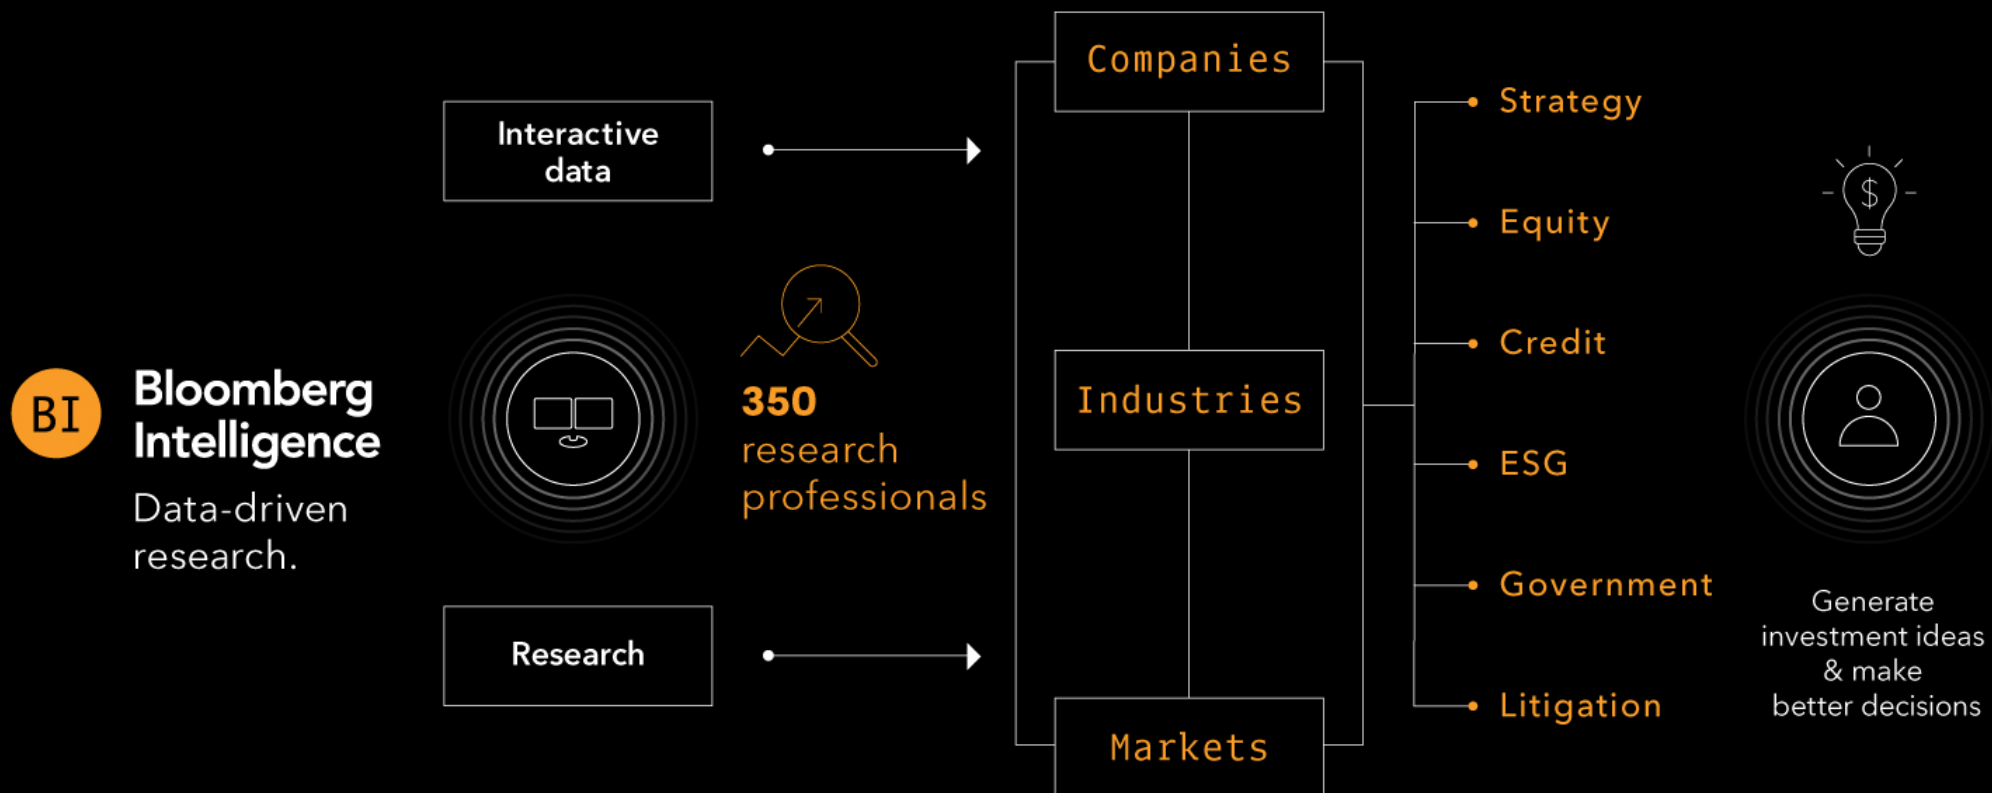 BI
Bloomberg
Intelligence
Data-driven
research.
Interactive
data
350
research
professionals
Research
Companies
Industries
Markets
Strategy
Equity
Credit
ESG
Government
Litigation
$
Generate
investment ideas
& make
better decisions